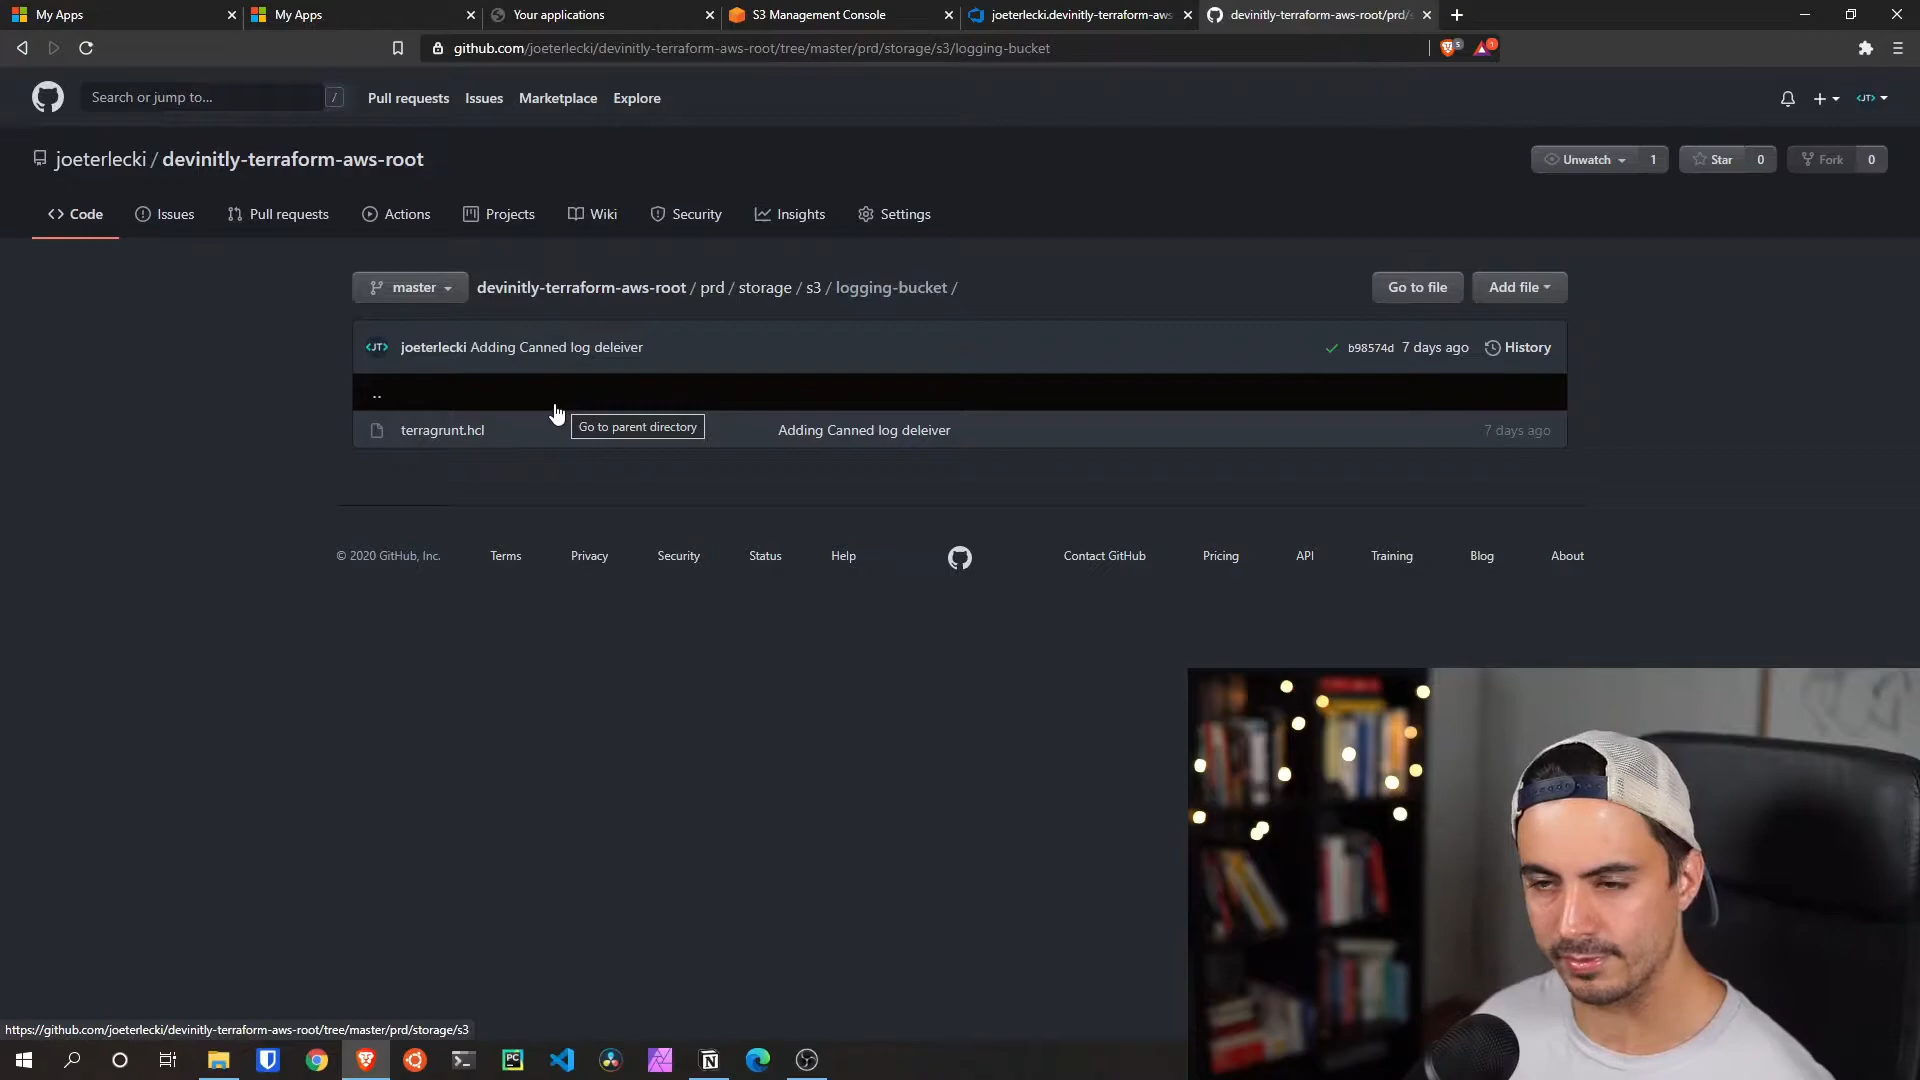 My Apps
My Apps
Your applications
S3 Management Console
joeterlecki.devinitly-terraform-aws
devinitly-terraform-aws-root/prd/s
github.com/joeterlecki/devinitly-terraform-aws-root/tree/master/prd/storage/s3/logging-bucket
5
1
Search or jump to...
/
Pull requests
Issues
Marketplace
Explore
<JT>
joeterlecki / devinitly-terraform-aws-root
Unwatch
1
Star
0
Fork
0
Code
Issues
Pull requests
Actions
Projects
Wiki
Security
Insights
Settings
master
devinitly-terraform-aws-root / prd / storage / s3 / logging-bucket /
Go to file
Add file
<JT>
joeterlecki Adding Canned log deleiver
b98574d 7 days ago
History
..
Go to parent directory
terragrunt.hcl
Adding Canned log deleiver
7 days ago
© 2020 GitHub, Inc.
Terms
Privacy
Security
Status
Help
Contact GitHub
Pricing
API
Training
Blog
About
https://github.com/joeterlecki/devinitly-terraform-aws-root/tree/master/prd/storage/s3
PC
N